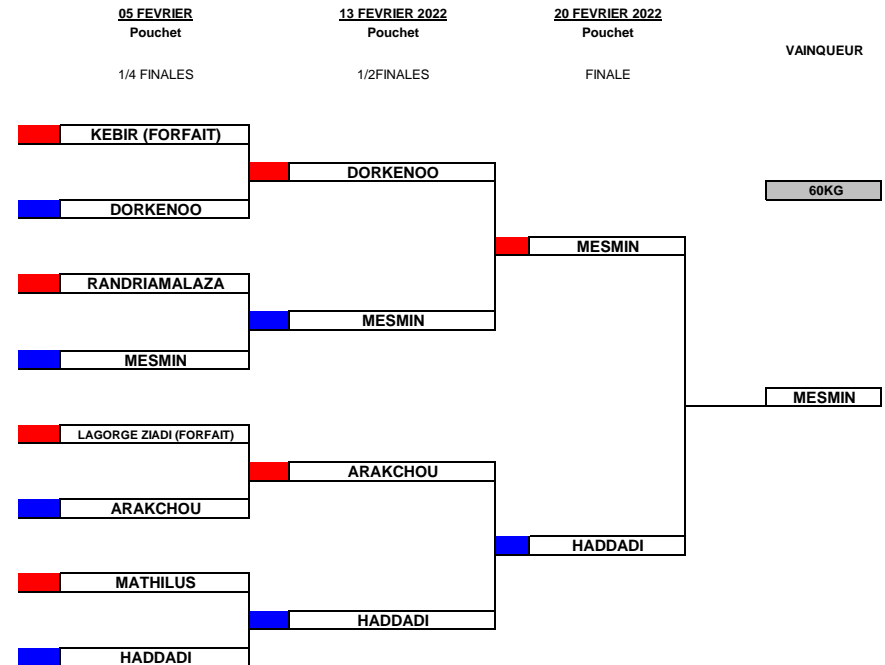 05 FEVRIER
Pouchet
1/4 FINALES
13 FEVRIER 2022
Pouchet
1/2FINALES
20 FEVRIER 2022
Pouchet
FINALE
VAINQUEUR
KEBIR (FORFAIT)
DORKENOO
60KG
DORKENOO
MESMIN
RANDRIAMALAZA
MESMIN
MESMIN
MESMIN
LAGORGE ZIADI (FORFAIT)
ARAKCHOU
ARAKCHOU
HADDADI
MATHILUS
HADDADI
HADDADI